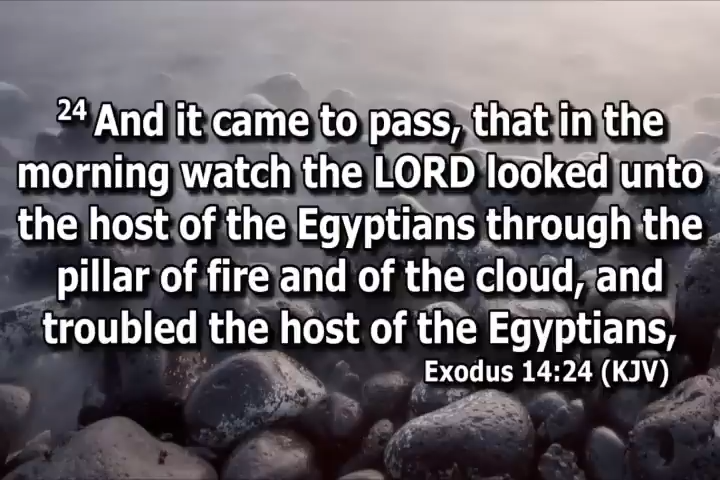 24 And it came to pass, that in the
morning watch the LORD looked unto
the host of the Egyptians through the
pillar of fire and of the cloud, and
troubled the host of the Egyptians,
Exodus 14:24 (KJV)